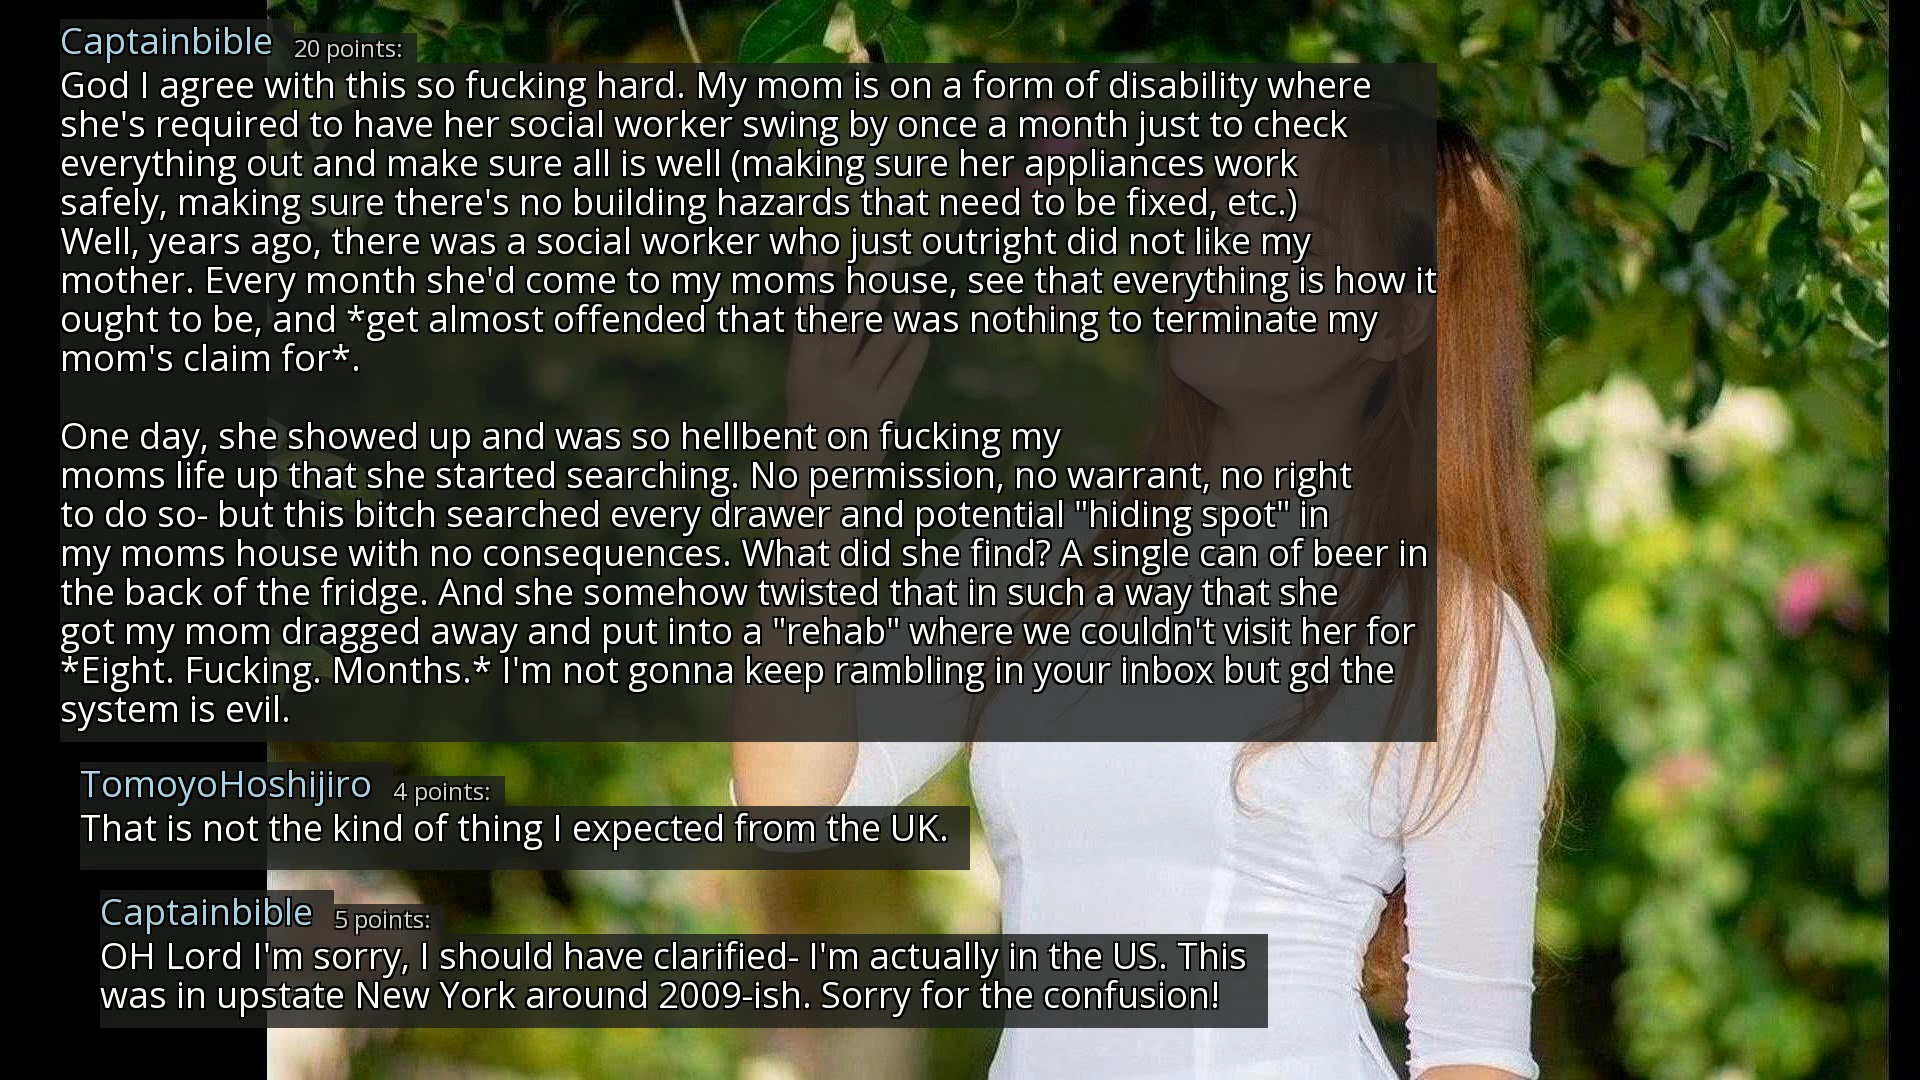 Captainbible 20 points:
God I agree with this so fucking hard. My mom is on a form of disability where
she's required to have her social worker swing by once a month just to check
everything out and make sure all is well (making sure her appliances work
safely, making sure there's no building hazards that need to be fixed, etc.)
Well, years ago, there was a social worker who just outright did not like my
mother. Every month she'd come to my moms house, see that everything is how it
ought to be, and *get almost offended that there was nothing to terminate my
mom's claim for*.
One day, she showed up and was so hellbent on fucking my
moms life up that she started searching. No permission, no warrant, no right
to do so- but this bitch searched every drawer and potential "hiding spot" in
my moms house with no consequences. What did she find? A single can of beer in
the back of the fridge. And she somehow twisted that in such a way that she
got my mom dragged away and put into a "rehab" where we couldn't visit her for
*Eight. Fucking. Months.* I'm not gonna keep rambling in your inbox but gd the
system is evil.
TomoyoHoshijiro 4 points:
That is not the kind of thing I expected from the UK.
Captainbible 5 points:
OH Lord I'm sorry, I should have clarified- I'm actually in the US. This
was in upstate New York around 2009-ish. Sorry for the confusion!